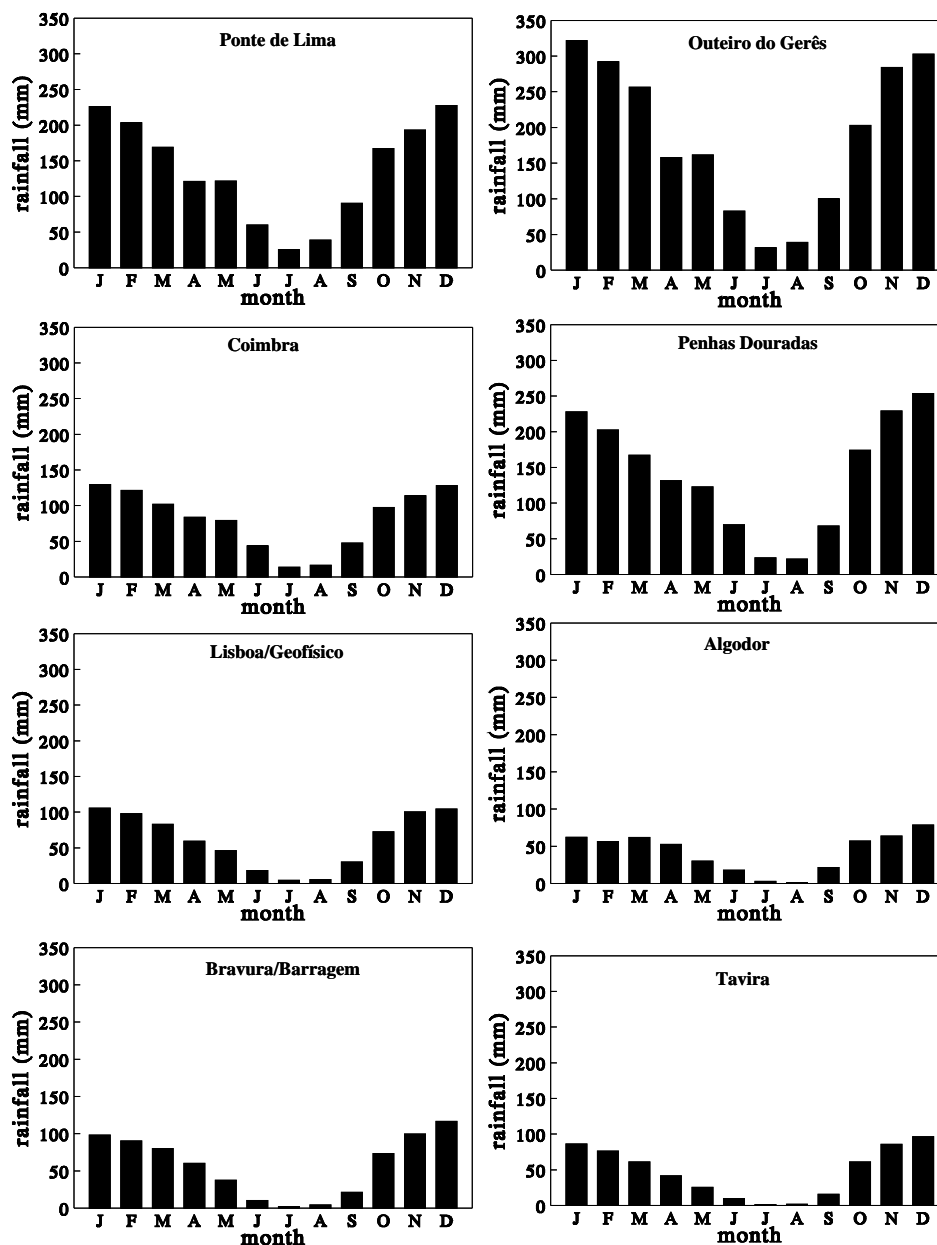 Ponte de Lima
rainfall (mm)
350
300
250
200
150
100
50
0
J F M A M J J A S O N D
month
Outeiro do Gerês
rainfall (mm)
350
300
250
200
150
100
50
0
J F M A M J J A S O N D
month
Coimbra
rainfall (mm)
350
300
250
200
150
100
50
0
J F M A M J J A S O N D
month
Penhas Douradas
rainfall (mm)
350
300
250
200
150
100
50
0
J F M A M J J A S O N D
month
Lisboa/Geofísico
rainfall (mm)
350
300
250
200
150
100
50
0
J F M A M J J A S O N D
month
Algodor
rainfall (mm)
350
300
250
200
150
100
50
0
J F M A M J J A S O N D
month
Bravura/Barragem
rainfall (mm)
350
300
250
200
150
100
50
0
J F M A M J J A S O N D
month
Tavira
rainfall (mm)
350
300
250
200
150
100
50
0
J F M A M J J A S O N D
month